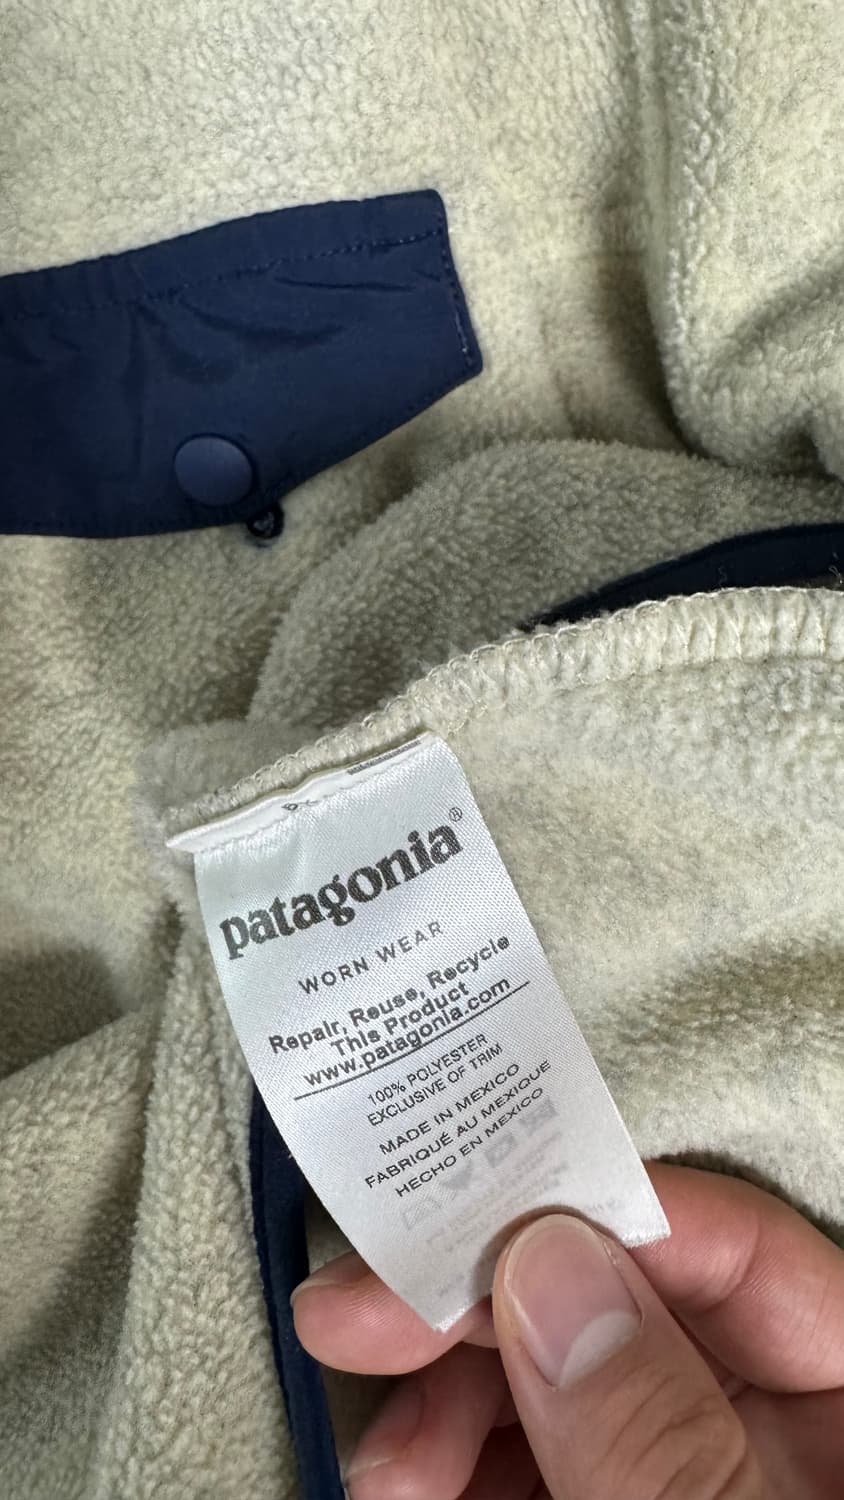 patagonia®
WORN WEAR
Repair, Reuse, Recycle
This Product
www.patagonia.com
100% POLYESTER
EXCLUSIVE OF TRIM
MADE IN MEXICO
FABRIQUÉ AU MEXIQUE
HECHO EN MEXICO